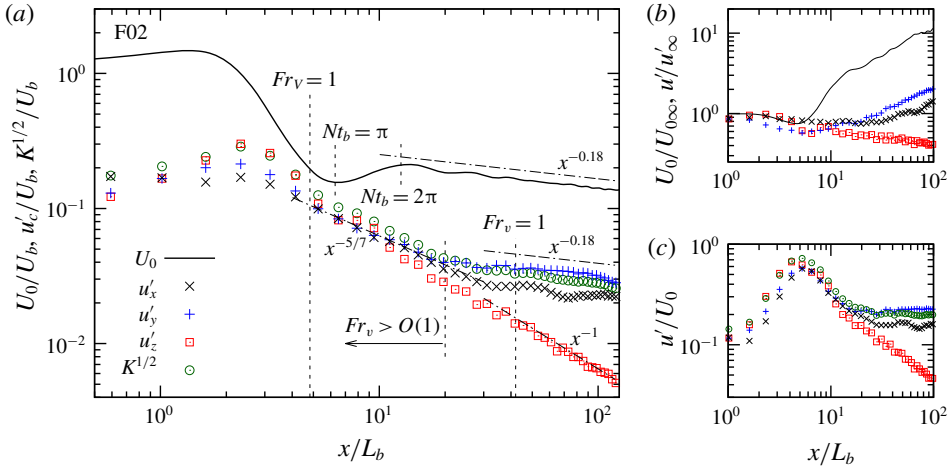 (a)
F02
10^0
10^{-1}
10^{-2}
U_0/U_b, u'_c/U_b, K^{1/2}/U_b
Fr_V = 1
Nt_b = π
Nt_b = 2π
x^{-0.18}
x^{-5/7}
Fr_v = 1
x^{-0.18}
Fr_v > O(1)
x^{-1}
U_0
u'_x
u'_y
u'_z
K^{1/2}
10^0
10^1
10^2
x/L_b
(b)
10^1
10^0
U_0/U_{0∞}, u'/u'_∞
10^0
10^1
10^2
(c)
10^0
10^{-1}
u'/U_0
10^0
10^1
10^2
x/L_b